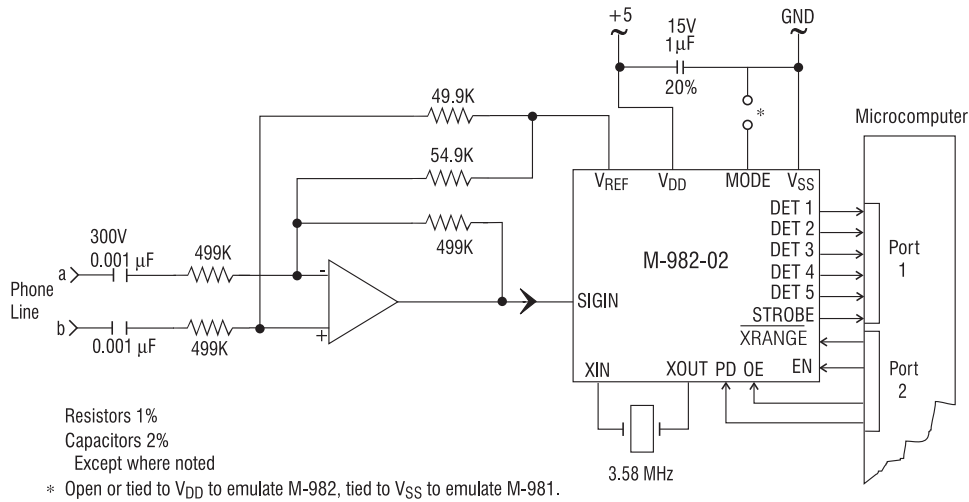 +5
15V
1µF
20%
GND
49.9K
54.9K
499K
Microcomputer
VREF
VDD
MODE
VSS
*
M-982-02
DET 1
DET 2
DET 3
DET 4
DET 5
STROBE
XRANGE
EN
SIGIN
XIN
XOUT
PD
OE
Port
1
Port
2
300V
0.001 µF
499K
a
Phone
Line
b
0.001 µF
499K
-
+
3.58 MHz
Resistors 1%
Capacitors 2%
Except where noted
* Open or tied to VDD to emulate M-982, tied to VSS to emulate M-981.